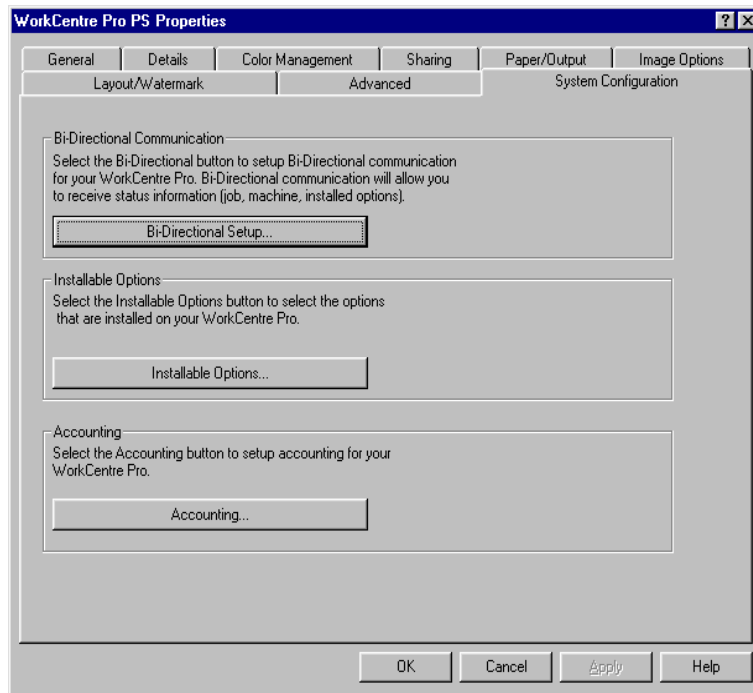 WorkCentre Pro PS Properties
General Details Color Management Sharing Paper/Output Image Options
Layout/Watermark Advanced System Configuration
Bi-Directional Communication
Select the Bi-Directional button to setup Bi-Directional communication
for your WorkCentre Pro. Bi-Directional communication will allow you
to receive status information (job, machine, installed options).
Bi-Directional Setup...
Installable Options
Select the Installable Options button to select the options
that are installed on your WorkCentre Pro.
Installable Options...
Accounting
Select the Accounting button to setup accounting for your
WorkCentre Pro.
Accounting...
OK Cancel Apply Help